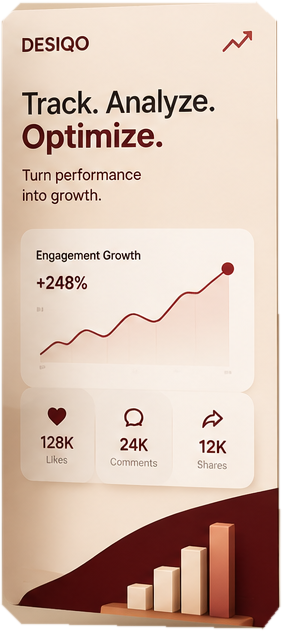 DESIQO
Track. Analyze.
Optimize.
Turn performance
into growth.
Engagement Growth
+248%
128K
Likes
24K
Comments
12K
Shares